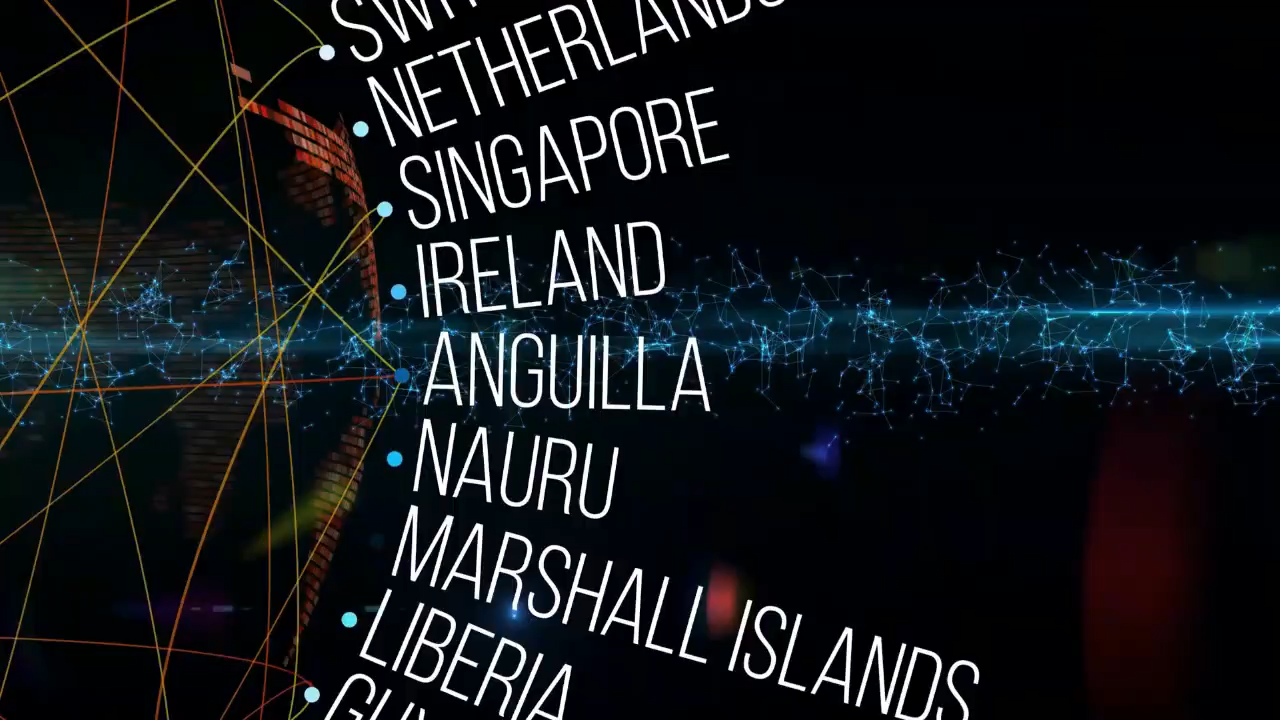 NETHERLANDS
SINGAPORE
IRELAND
ANGUILLA
NAURU
MARSHALL ISLANDS
LIBERIA